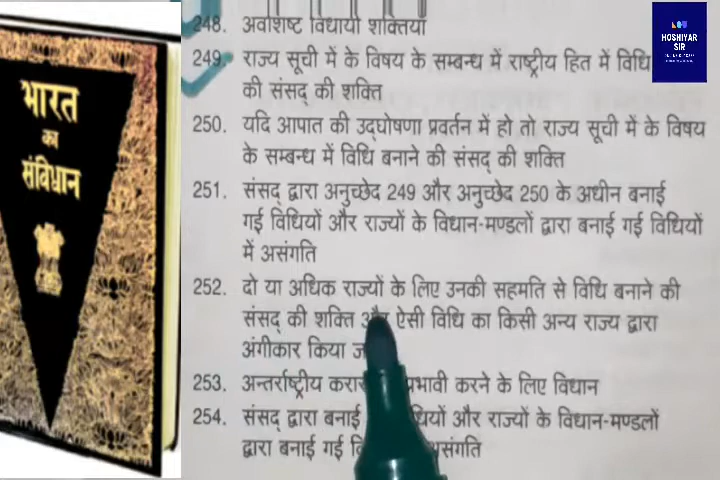 भारत
का
संविधान
HOSHIYAR
SIR
248. अवशिष्ट विधायी शक्तियाँ
249. राज्य सूची में के विषय के सम्बन्ध में राष्ट्रीय हित में विधि
की संसद् की शक्ति
250. यदि आपात की उद्‌घोषणा प्रवर्तन में हो तो राज्य सूची में के विषय
के सम्बन्ध में विधि बनाने की संसद् की शक्ति
251. संसद् द्वारा अनुच्छेद 249 और अनुच्छेद 250 के अधीन बनाई
गई विधियों और राज्यों के विधान-मण्डलों द्वारा बनाई गई विधियों
में असंगति
252. दो या अधिक राज्यों के लिए उनकी सहमति से विधि बनाने की
संसद् की शक्ति और ऐसी विधि का किसी अन्य राज्य द्वारा
अंगीकार किया
253. अन्तर्राष्ट्रीय प्रभावी करने के लिए विधान
254. संसद् द्वारा बनाई और राज्यों के विधान-मण्डलों
द्वारा बनाई गई असंगति